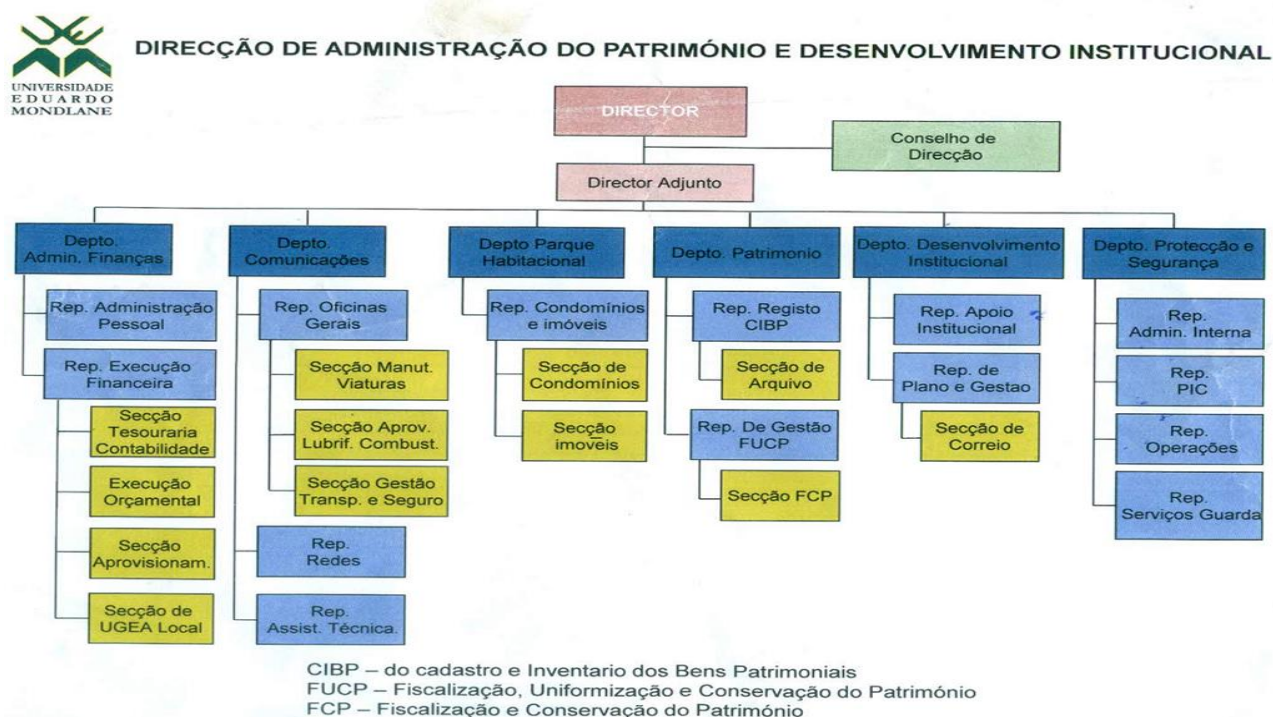 UNIVERSIDADE
EDUARDO
MONDLANE
DIRECÇÃO DE ADMINISTRAÇÃO DO PATRIMÓNIO E DESENVOLVIMENTO INSTITUCIONAL
DIRECTOR
Conselho de
Direcção
Director Adjunto
Depto.
Admin. Finanças
Rep. Administração
Pessoal
Rep. Execução
Financeira
Secção
Tesouraria
Contabilidade
Execução
Orçamental
Secção
Aprovisionam.
Secção de
UGEA Local
Depto.
Comunicações
Rep. Oficinas
Gerais
Secção Manut.
Viaturas
Secção Aprov.
Lubrif. Combust.
Secção Gestão
Transp. e Seguro
Rep.
Redes
Rep.
Assist. Técnica.
Depto Parque
Habitacional
Rep. Condomínios
e imóveis
Secção de
Condomínios
Secção
imoveis
Depto. Patrimonio
Rep. Registo
CIBP
Secção de
Arquivo
Rep. De Gestão
FUCP
Secção FCP
Depto. Desenvolvimento
Institucional
Rep. Apoio
Institucional
Rep. de
Plano e Gestao
Secção de
Correio
Depto. Protecção e
Segurança
Rep.
Admin. Interna
Rep.
PIC
Rep.
Operações
Rep.
Serviços Guarda
CIBP – do cadastro e Inventario dos Bens Patrimoniais
FUCP – Fiscalização, Uniformização e Conservação do Património
FCP – Fiscalização e Conservação do Património